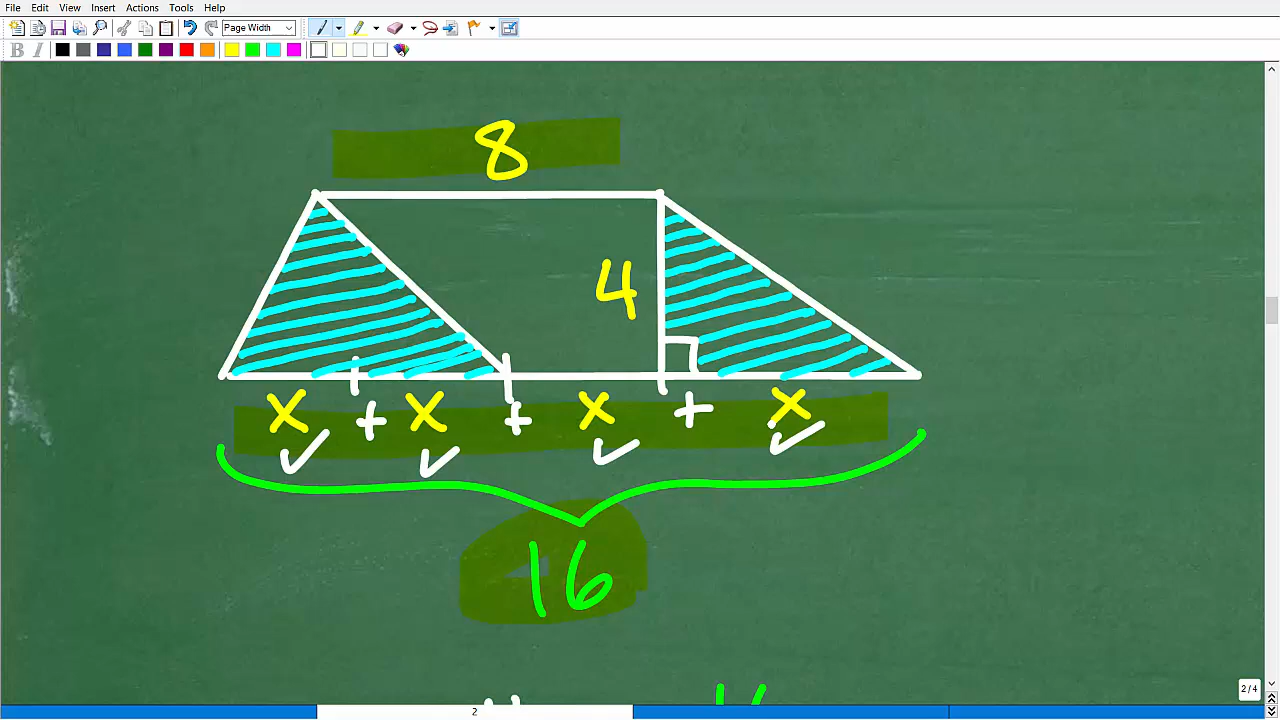 File Edit View Insert Actions Tools Help
Page Width
B I
8
4
x + x + x + x
16
2 / 4
2